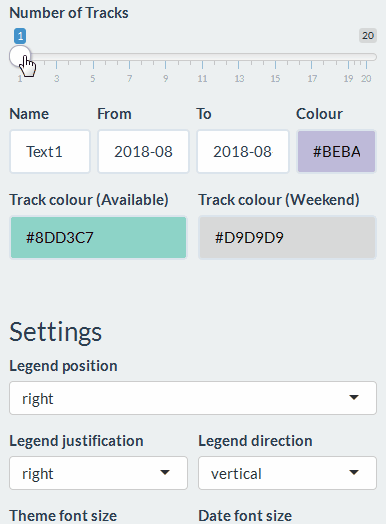 Number of Tracks
1 20
1 3 5 7 9 11 13 15 17 19 20
Name From To Colour
Text1 2018-08 2018-08 #BEBA
Track colour (Available) Track colour (Weekend)
#8DD3C7 #D9D9D9
Settings
Legend position
right
Legend justification Legend direction
right vertical
Theme font size Date font size